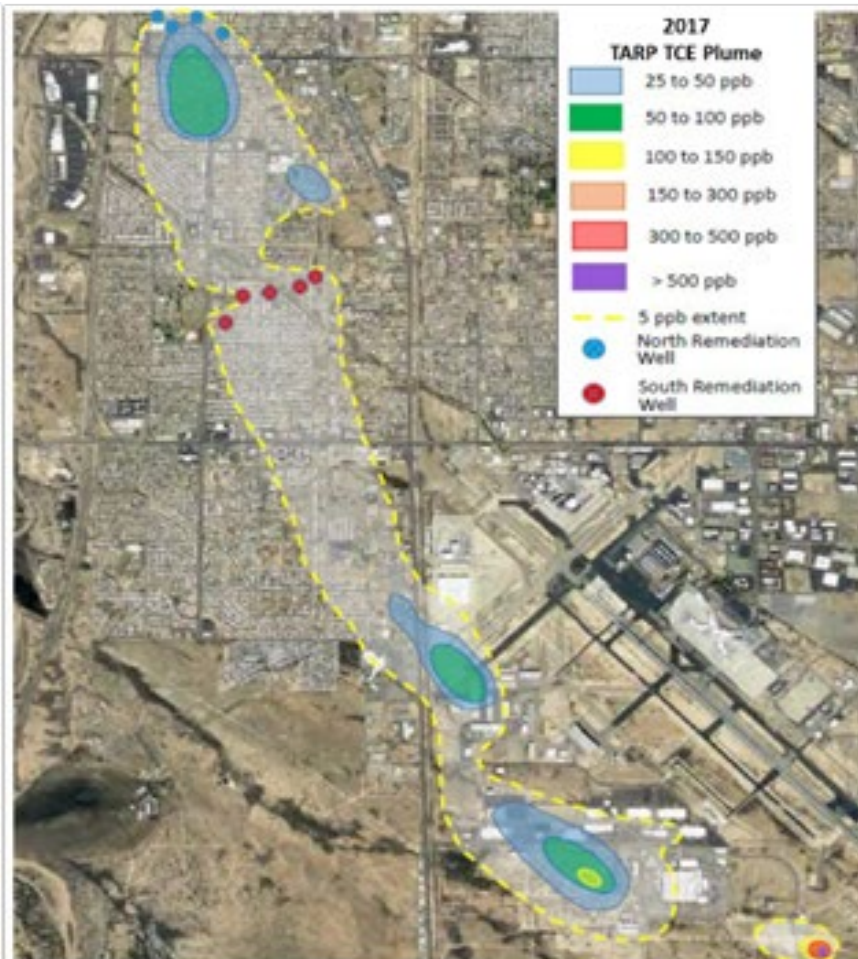 2017
TARP TCE Plume
25 to 50 ppb
50 to 100 ppb
100 to 150 ppb
150 to 300 ppb
300 to 500 ppb
> 500 ppb
5 ppb extent
North Remediation
Well
South Remediation
Well